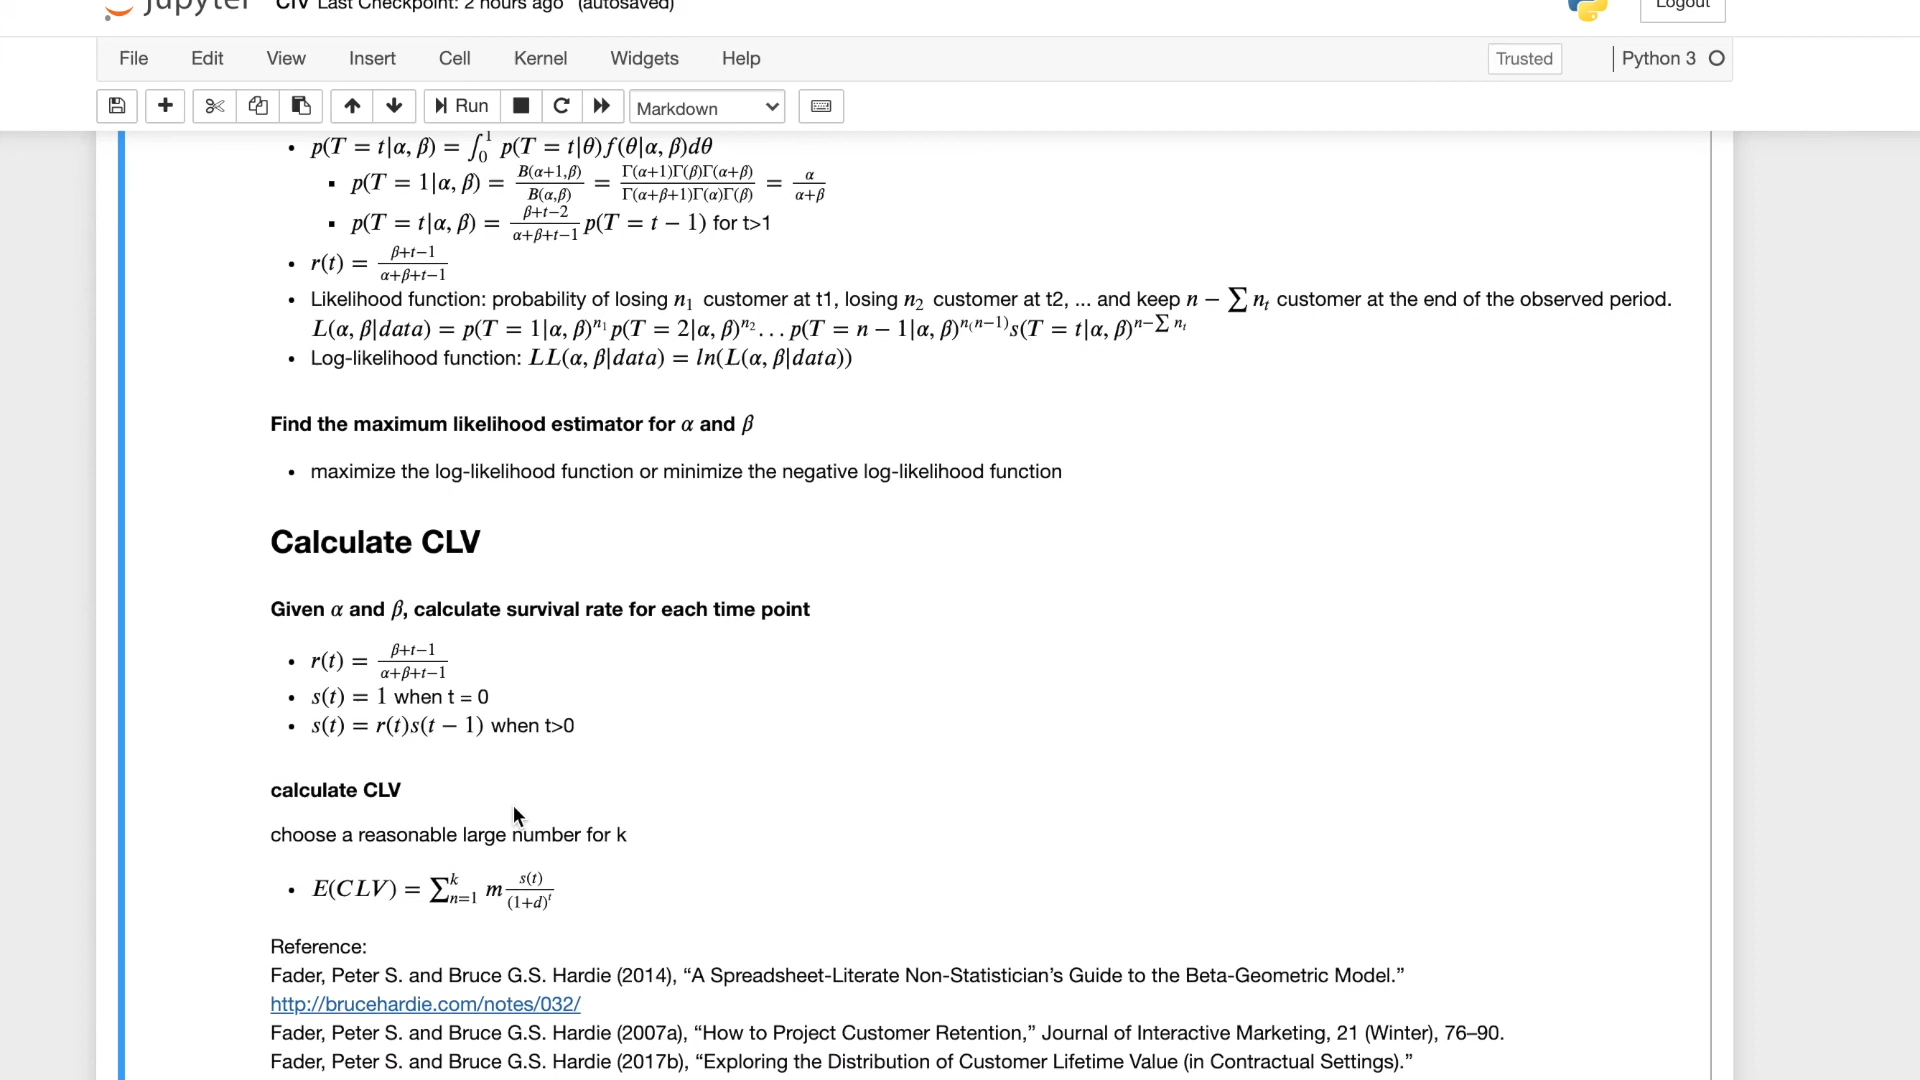 jupyter CIV Last Checkpoint: 2 hours ago (autosaved) Logout
File Edit View Insert Cell Kernel Widgets Help Trusted Python 3
Run Markdown
• p(T = t|α, β) = ∫₀¹ p(T = t|θ)f(θ|α, β)dθ
▪ p(T = 1|α, β) = B(α+1,β)/B(α,β) = Γ(α+1)Γ(β)Γ(α+β)/Γ(α+β+1)Γ(α)Γ(β) = α/α+β
▪ p(T = t|α, β) = β+t−2/α+β+t−1 p(T = t − 1) for t>1
• r(t) = β+t−1/α+β+t−1
• Likelihood function: probability of losing n₁ customer at t1, losing n₂ customer at t2, ... and keep n − ∑ nₜ customer at the end of the observed period.
L(α, β|data) = p(T = 1|α, β)^n₁ p(T = 2|α, β)^n₂ … p(T = n − 1|α, β)^n₍n−1) s(T = t|α, β)^n−∑ nₜ
• Log-likelihood function: LL(α, β|data) = ln(L(α, β|data))
Find the maximum likelihood estimator for α and β
• maximize the log-likelihood function or minimize the negative log-likelihood function
Calculate CLV
Given α and β, calculate survival rate for each time point
• r(t) = β+t−1/α+β+t−1
• s(t) = 1 when t = 0
• s(t) = r(t)s(t − 1) when t>0
calculate CLV
choose a reasonable large number for k
• E(CLV) = ∑ₙ₌₁ᵏ m s(t)/(1+d)ᵗ
Reference:
Fader, Peter S. and Bruce G.S. Hardie (2014), “A Spreadsheet-Literate Non-Statistician’s Guide to the Beta-Geometric Model.”
http://brucehardie.com/notes/032/
Fader, Peter S. and Bruce G.S. Hardie (2007a), “How to Project Customer Retention,” Journal of Interactive Marketing, 21 (Winter), 76–90.
Fader, Peter S. and Bruce G.S. Hardie (2017b), “Exploring the Distribution of Customer Lifetime Value (in Contractual Settings).”